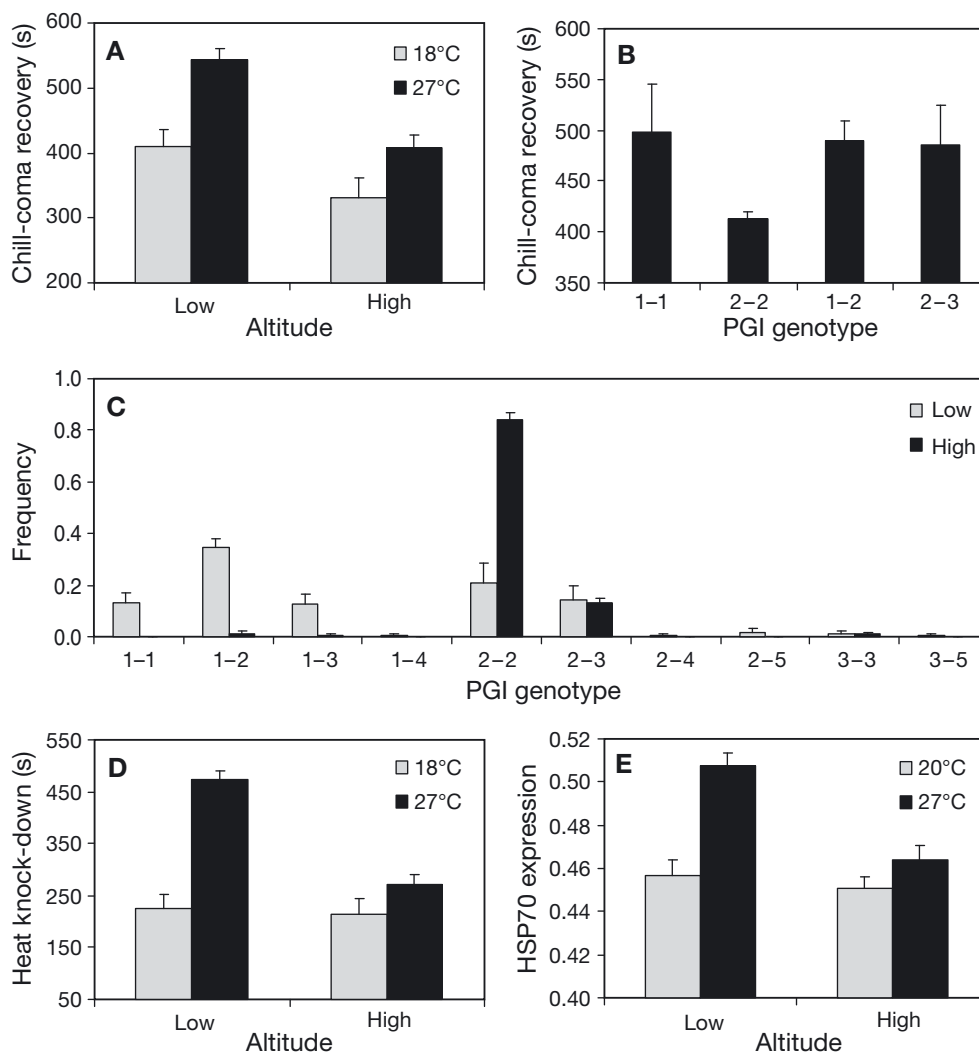 A
Chill-coma recovery (s)
600
500
400
300
200
18°C
27°C
Low
High
Altitude
B
Chill-coma recovery (s)
600
550
500
450
400
350
1–1
2–2
1–2
2–3
PGI genotype
C
Frequency
1.0
0.8
0.6
0.4
0.2
0.0
Low
High
1–1
1–2
1–3
1–4
2–2
2–3
2–4
2–5
3–3
3–5
PGI genotype
D
Heat knock-down (s)
550
450
350
250
150
50
18°C
27°C
Low
High
Altitude
E
HSP70 expression
0.52
0.50
0.48
0.46
0.44
0.42
0.40
20°C
27°C
Low
High
Altitude